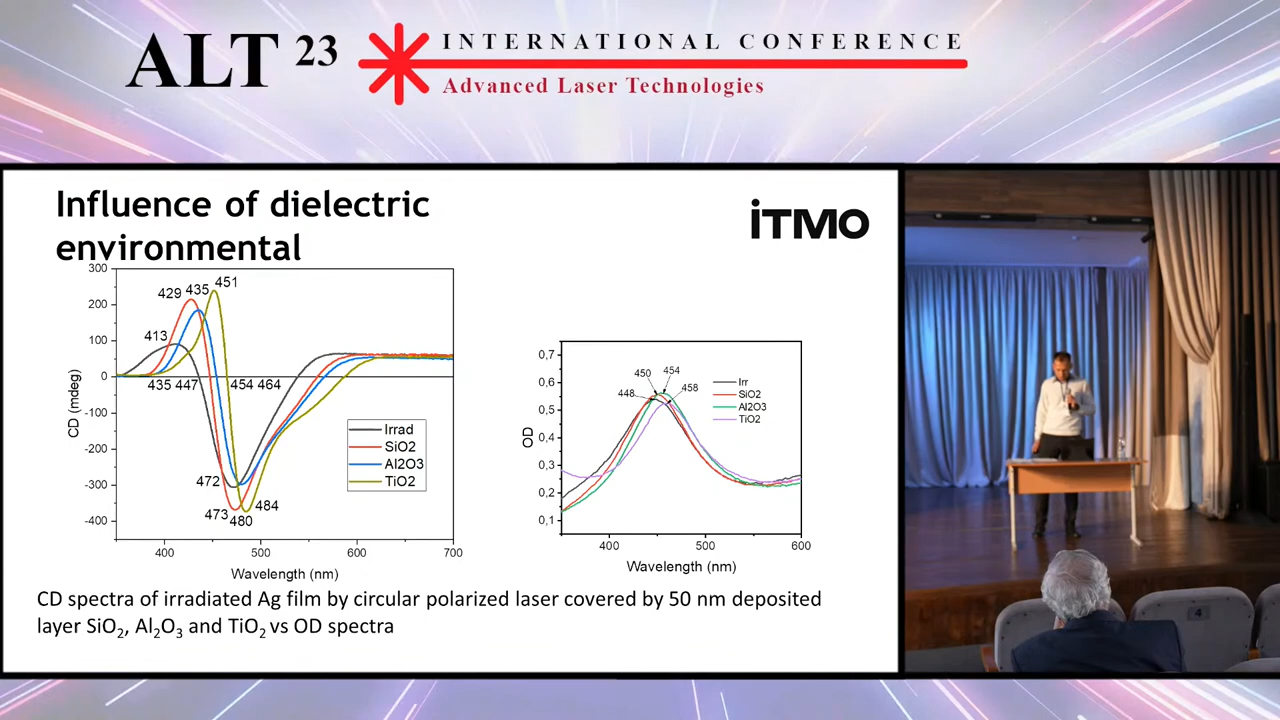 ALT 23
INTERNATIONAL CONFERENCE
Advanced Laser Technologies
Influence of dielectric
environmental
iTMO
300
200
100
0
-100
-200
-300
-400
CD (mdeg)
400
500
600
700
Wavelength (nm)
413
429
435
451
435
447
454
464
472
473
480
484
Irrad
SiO2
Al2O3
TiO2
0,7
0,6
0,5
0,4
0,3
0,2
0,1
OD
400
500
600
Wavelength (nm)
448
450
454
458
Irr
SiO2
Al2O3
TiO2
CD spectra of irradiated Ag film by circular polarized laser covered by 50 nm deposited
layer SiO₂, Al₂O₃ and TiO₂ vs OD spectra
4